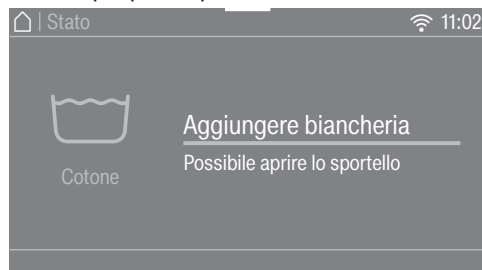 | Stato
11:02
Aggiungere biancheria
Possibile aprire lo sportello
Cotone